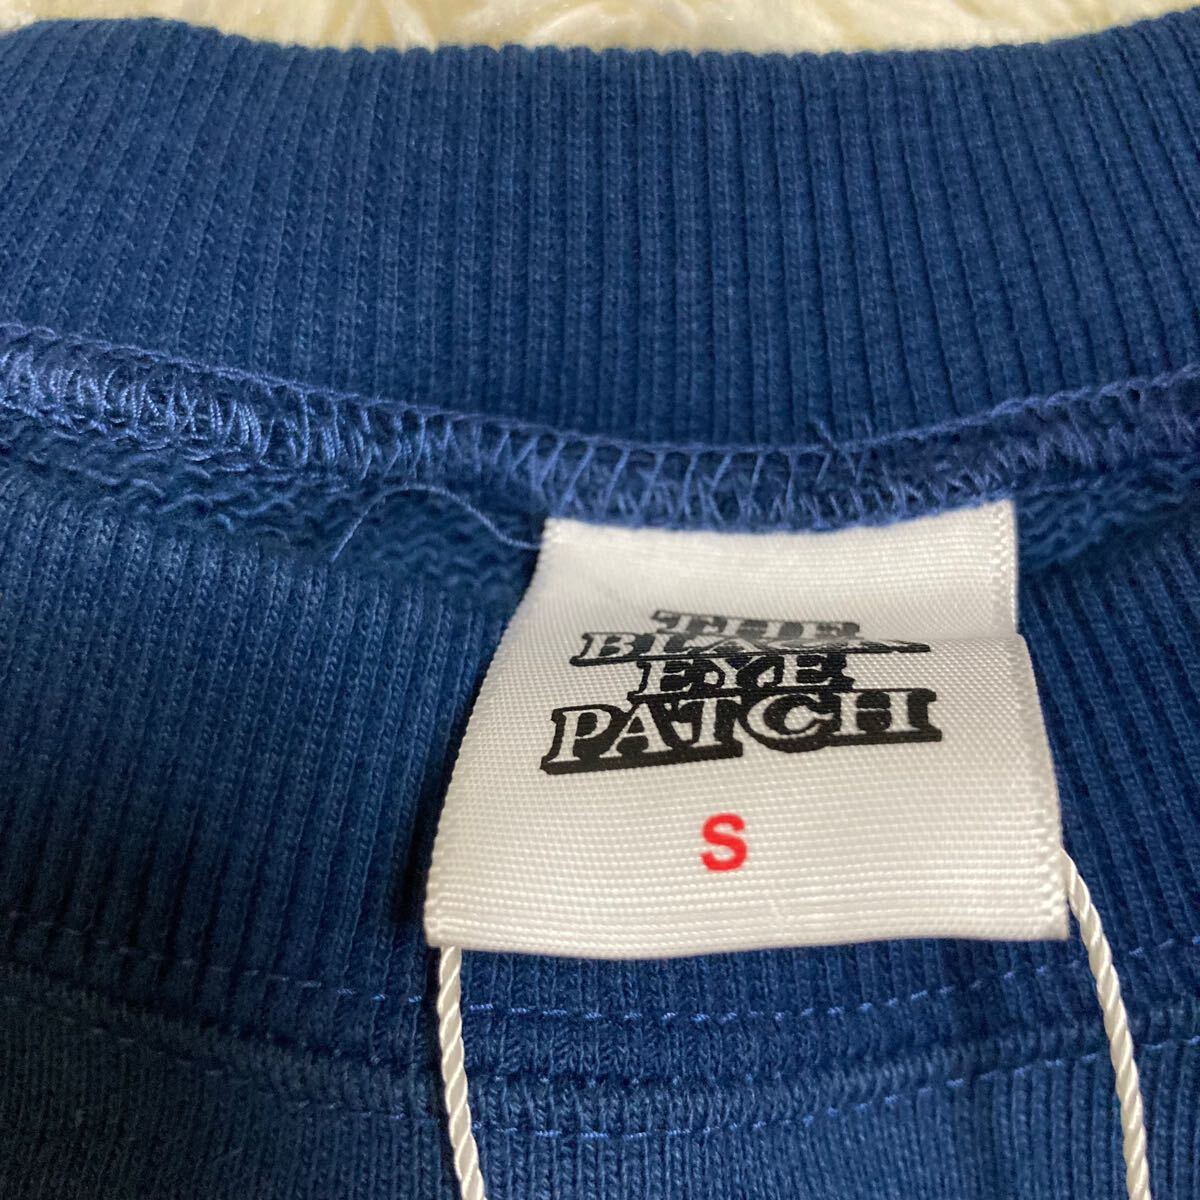 THE
BLACK
EYE
PATCH
S